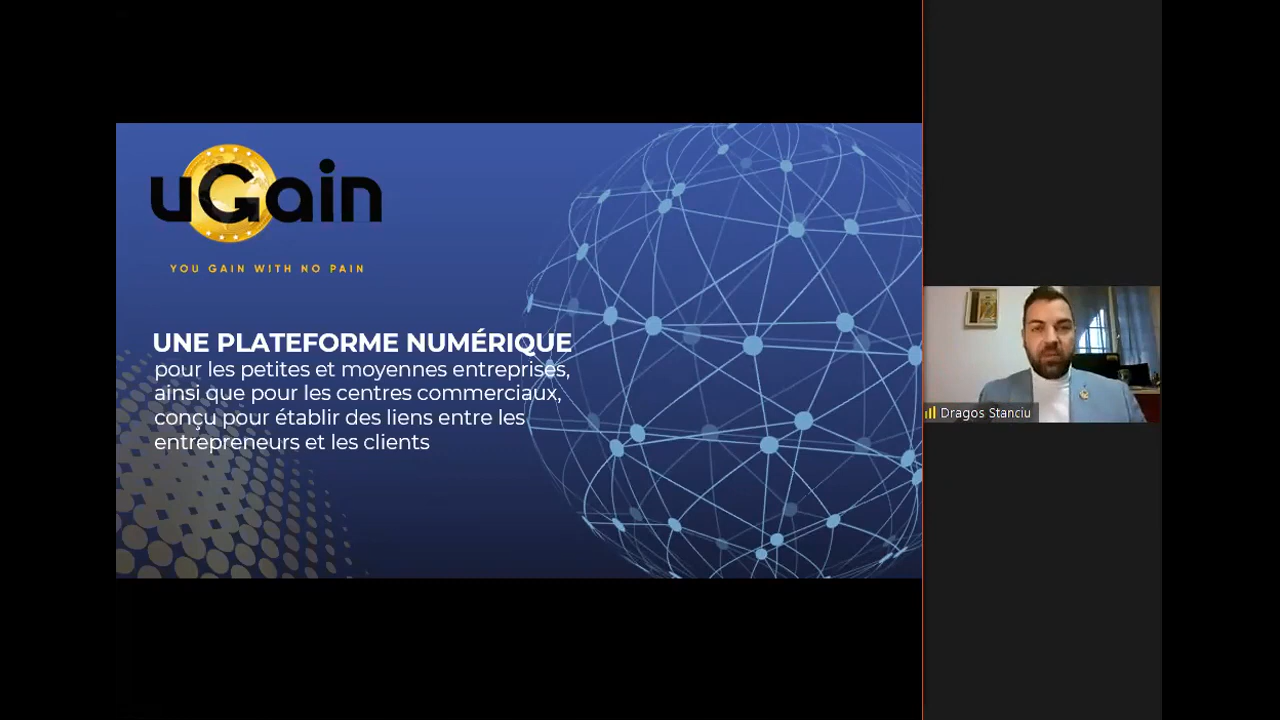 uGain
YOU GAIN WITH NO PAIN
UNE PLATEFORME NUMÉRIQUE
pour les petites et moyennes entreprises,
ainsi que pour les centres commerciaux,
conçu pour établir des liens entre les
entrepreneurs et les clients
Dragos Stanciu